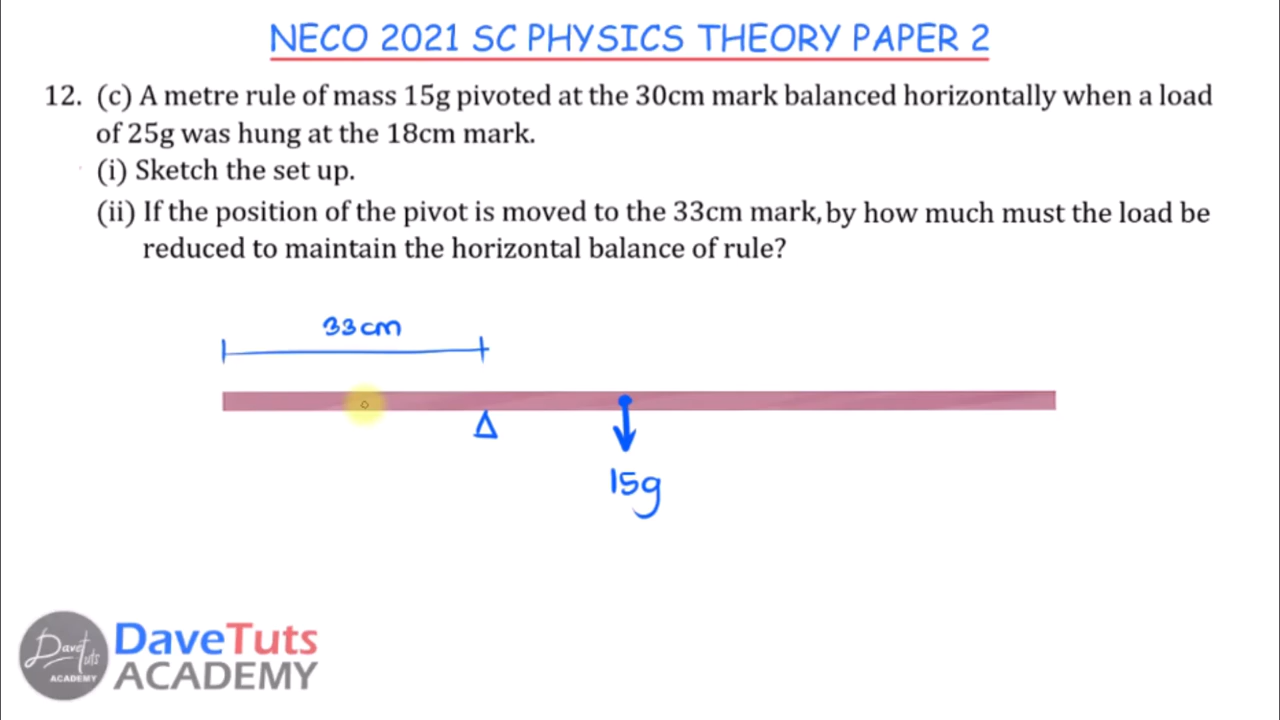 NECO 2021 SC PHYSICS THEORY PAPER 2
12. (c) A metre rule of mass 15g pivoted at the 30cm mark balanced horizontally when a load
of 25g was hung at the 18cm mark.
(i) Sketch the set up.
(ii) If the position of the pivot is moved to the 33cm mark, by how much must the load be
reduced to maintain the horizontal balance of rule?
33cm
15g
Dave Tuts
ACADEMY
DaveTuts
ACADEMY